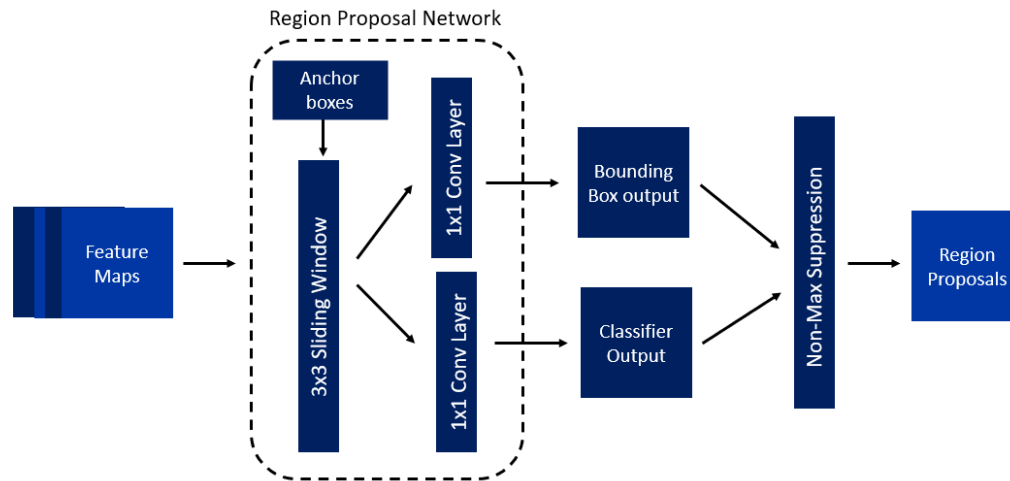 Region Proposal Network
Anchor
boxes
1x1 Conv Layer
3x3 Sliding Window
1x1 Conv Layer
Feature
Maps
Bounding
Box output
Classifier
Output
Non-Max Suppression
Region
Proposals